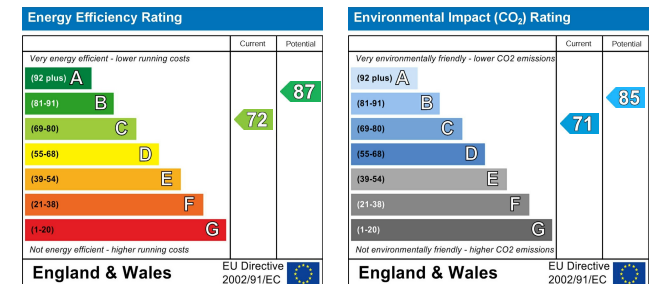 Energy Efficiency Rating
Current Potential
Very energy efficient - lower running costs
(92 plus) A
(81-91) B
87
(69-80) C
72
(55-68) D
(39-54) E
(21-38) F
(1-20) G
Not energy efficient - higher running costs
England & Wales
EU Directive
2002/91/EC
Environmental Impact (CO₂) Rating
Current Potential
Very environmentally friendly - lower CO2 emissions
(92 plus) A
(81-91) B
85
(69-80) C
71
(55-68) D
(39-54) E
(21-38) F
(1-20) G
Not environmentally friendly - higher CO2 emissions
England & Wales
EU Directive
2002/91/EC